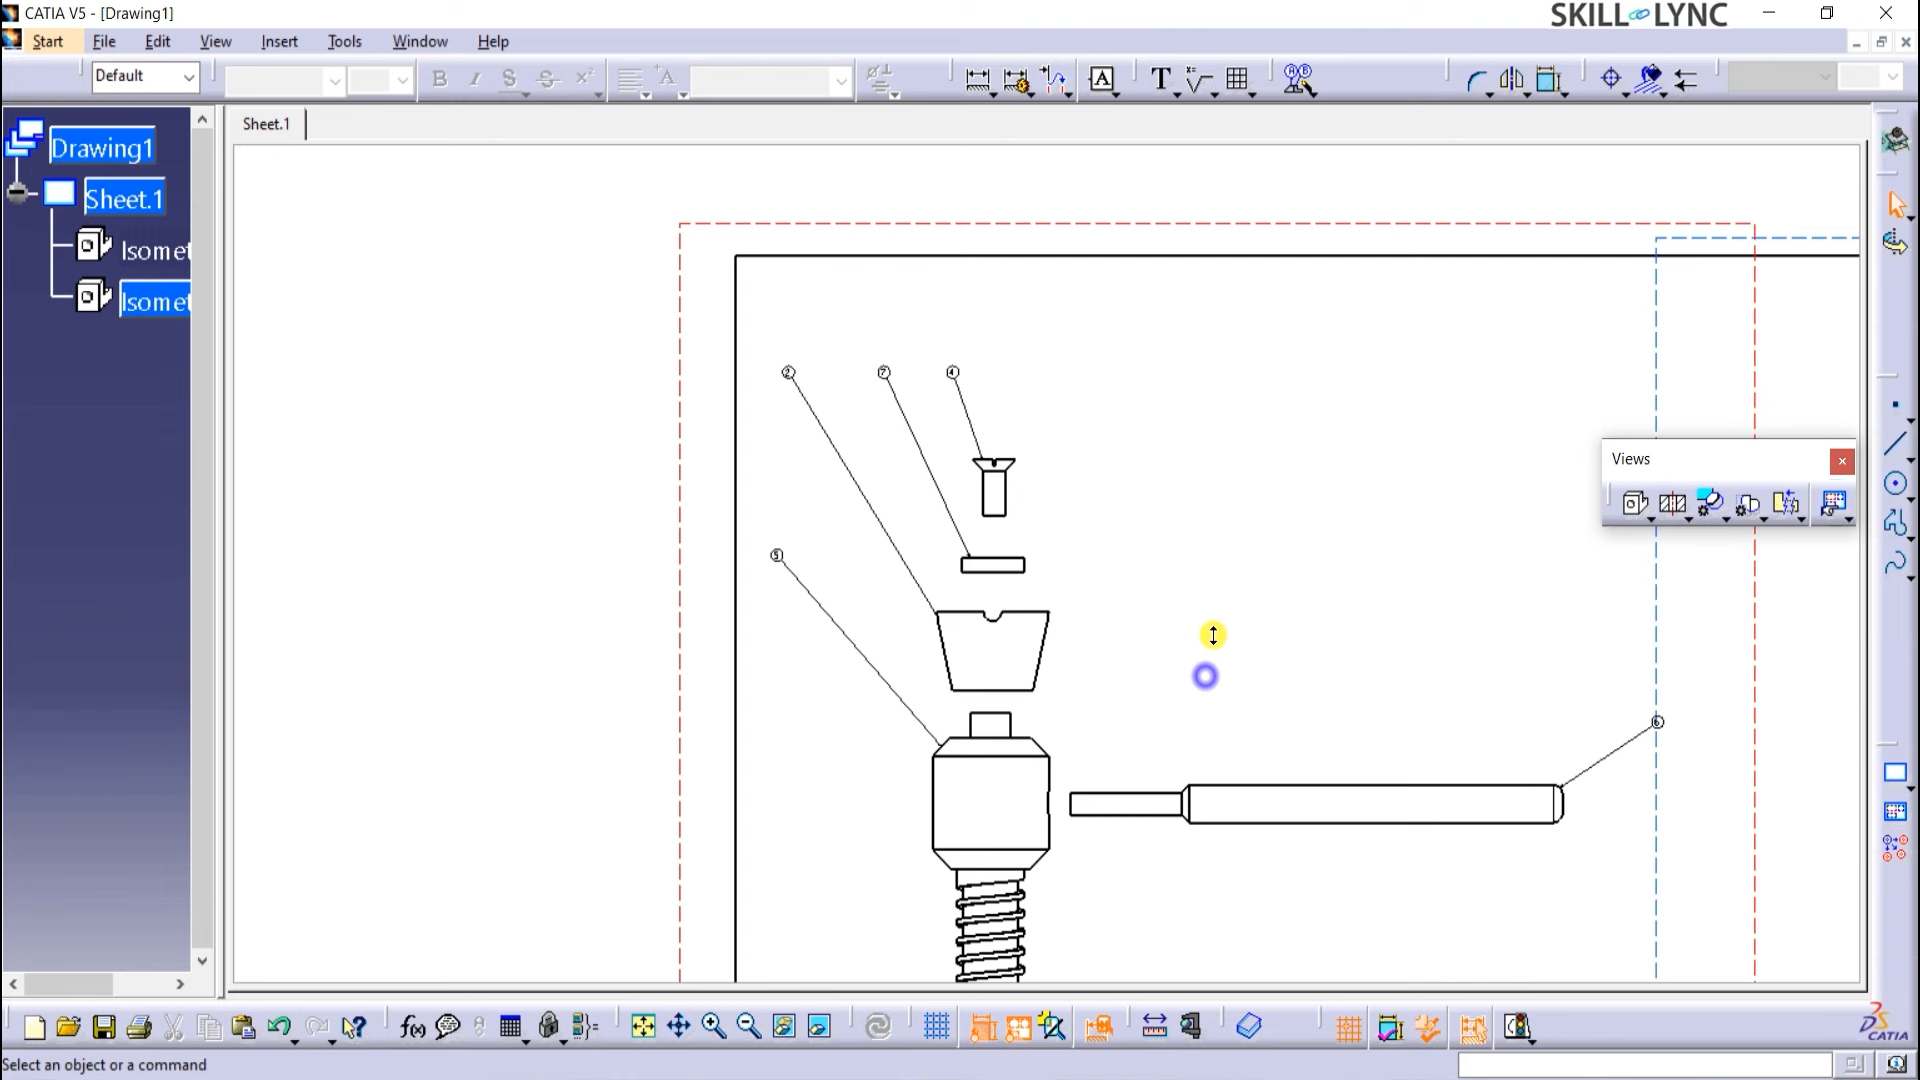 CATIA V5 - [Drawing1]
SKILL LYNC
Start File Edit View Insert Tools Window Help
Default
Sheet.1
Drawing1
Sheet.1
Isomet
Isomet
2 7 4
5
6
Views
CATIA
Select an object or a command